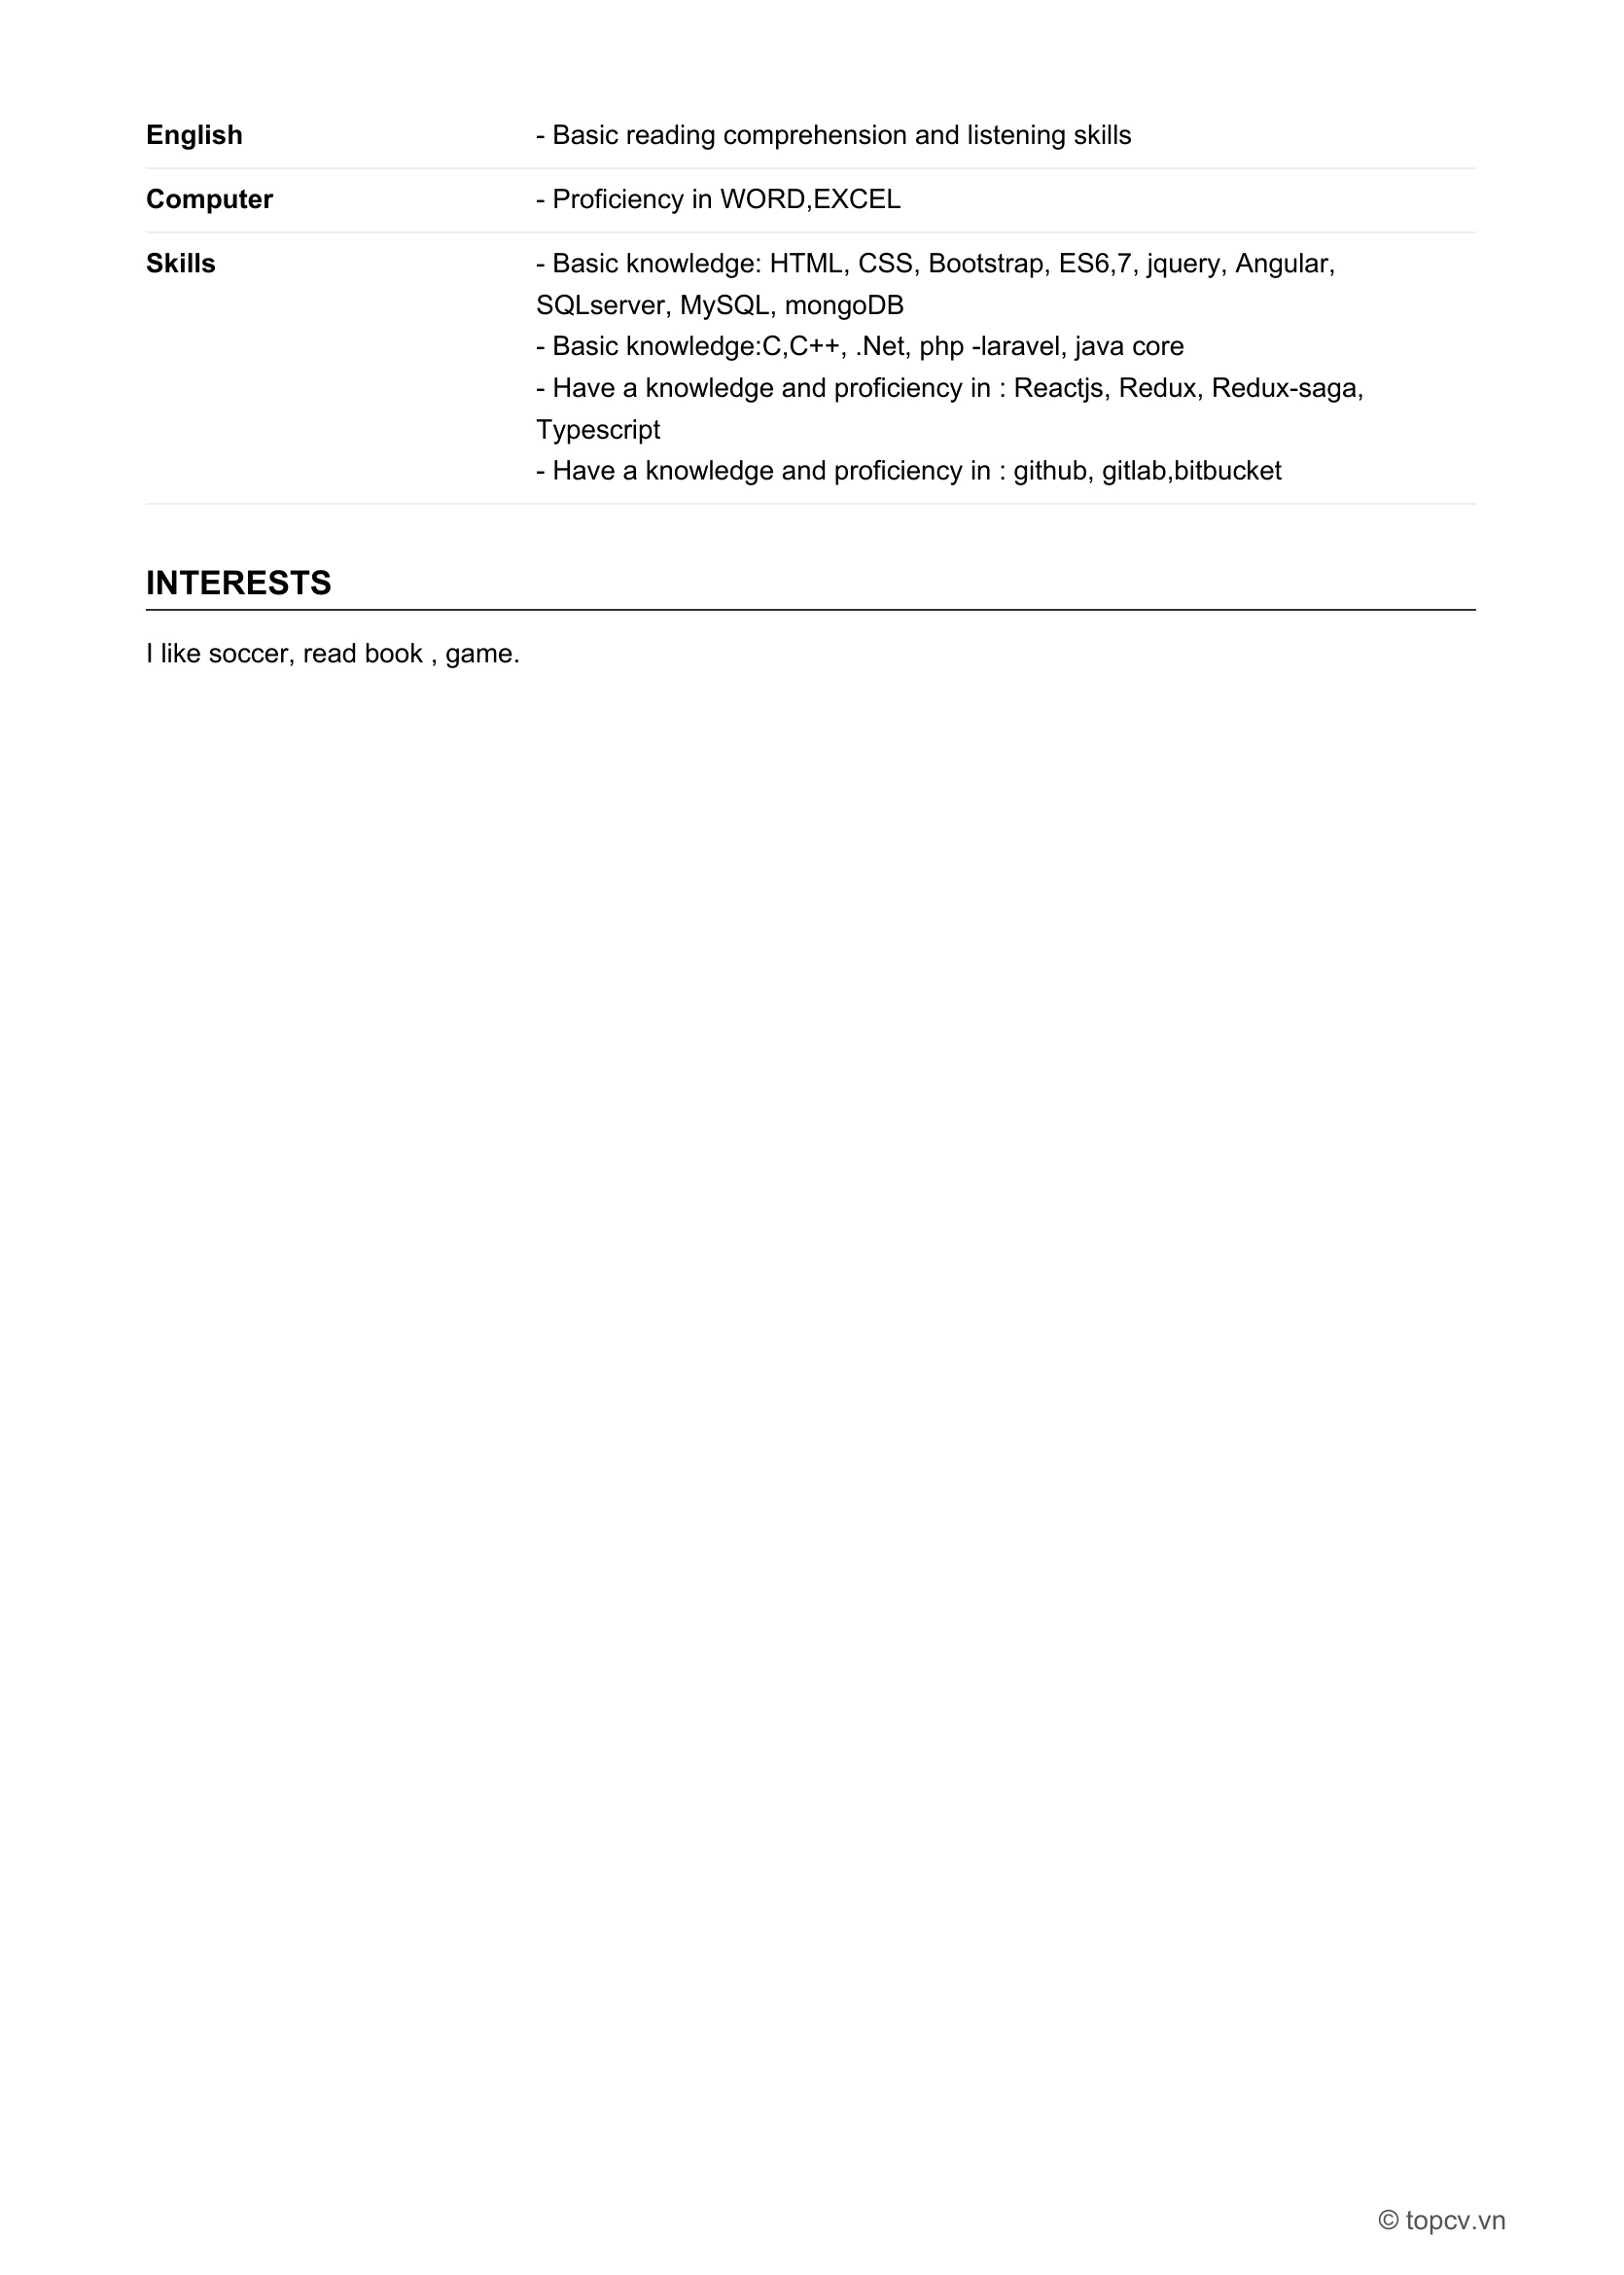 English - Basic reading comprehension and listening skills
Computer - Proficiency in WORD,EXCEL
Skills - Basic knowledge: HTML, CSS, Bootstrap, ES6,7, jquery, Angular,
SQLserver, MySQL, mongoDB
- Basic knowledge:C,C++, .Net, php -laravel, java core
- Have a knowledge and proficiency in : Reactjs, Redux, Redux-saga,
Typescript
- Have a knowledge and proficiency in : github, gitlab,bitbucket
INTERESTS
I like soccer, read book , game.
© topcv.vn